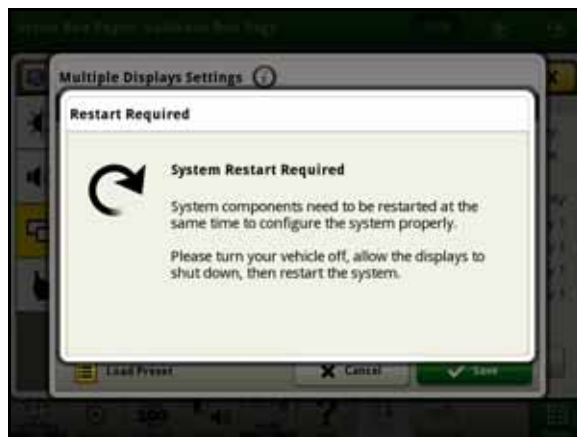 Multiple Displays Settings
X
Restart Required
System Restart Required
System components need to be restarted at the
same time to configure the system properly.
Please turn your vehicle off, allow the displays to
shut down, then restart the system.
Load Preset
Cancel
Save